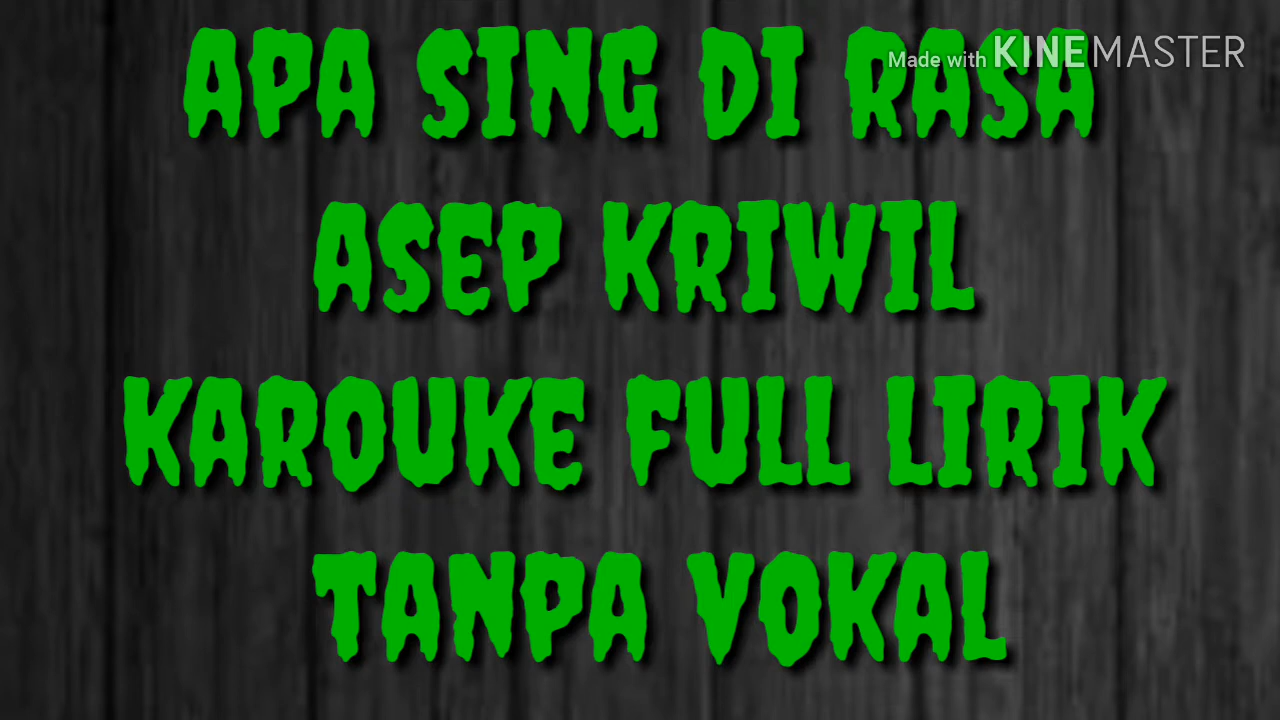 APA SING DI RASA
Made with KINEMASTER
ASEP KRIWIL
KAROUKE FULL LIRIK
TANPA VOKAL